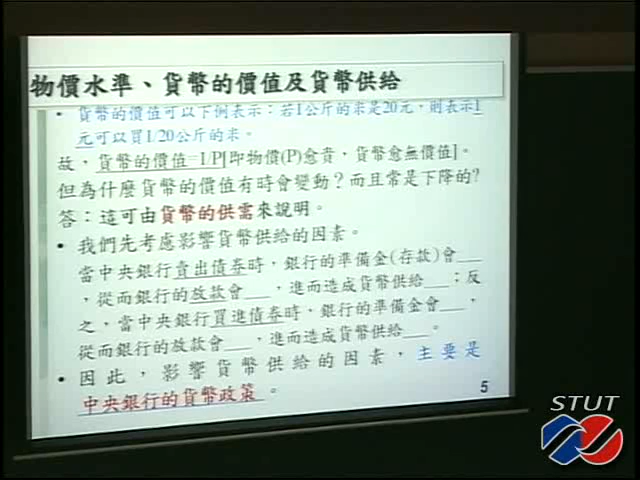 物價水準、貨幣的價值及貨幣供給
• 貨幣的價值可以下例表示：若1公斤的米是20元，則表示1
元可以買1/20公斤的米。
故，貨幣的價值=1/P[即物價(P)愈貴，貨幣愈無價值]。
但為什麼貨幣的價值有時會變動？而且常是下降的?
答：這可由貨幣的供需來說明。
• 我們先考慮影響貨幣供給的因素。
當中央銀行賣出債券時，銀行的準備金(存款)會___
，從而銀行的放款會___，進而造成貨幣供給___；反
之，當中央銀行買進債券時，銀行的準備金會___，
從而銀行的放款會___，進而造成貨幣供給___。
• 因此，影響貨幣供給的因素，主要是
中央銀行的貨幣政策。
5
STUT